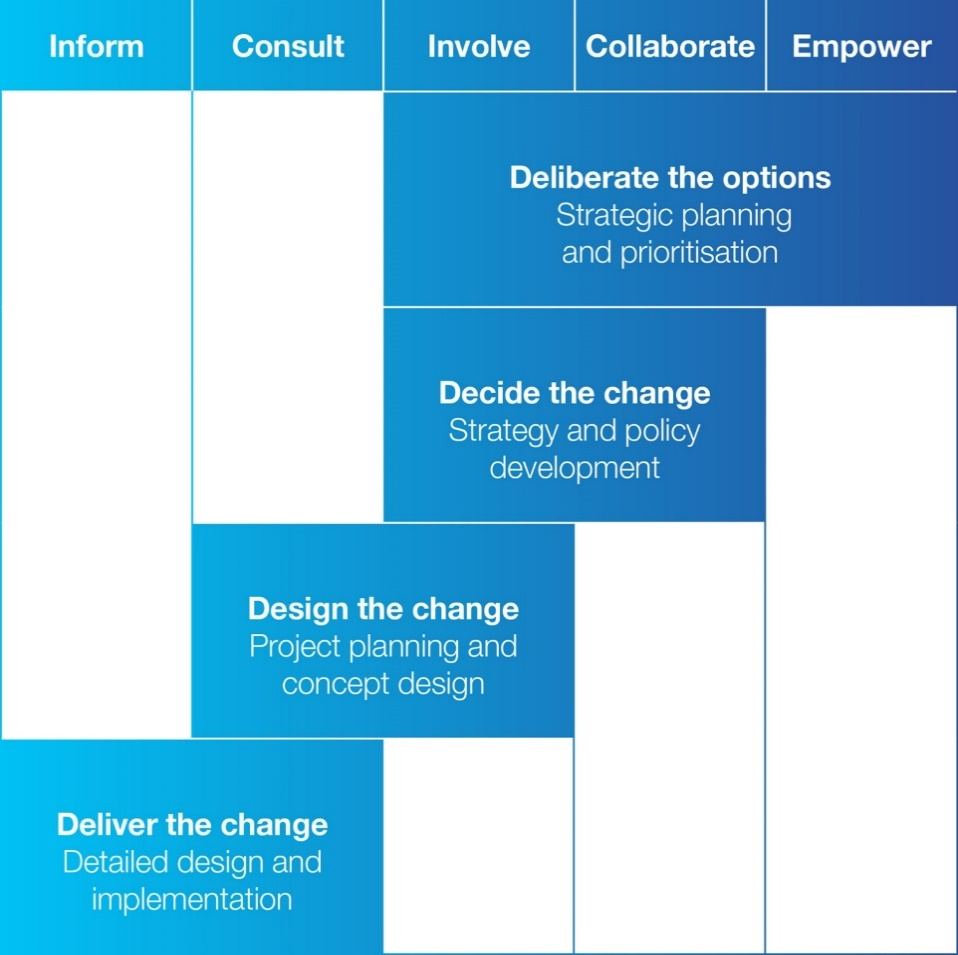 Inform Consult Involve Collaborate Empower
Deliberate the options
Strategic planning
and prioritisation
Decide the change
Strategy and policy
development
Design the change
Project planning and
concept design
Deliver the change
Detailed design and
implementation